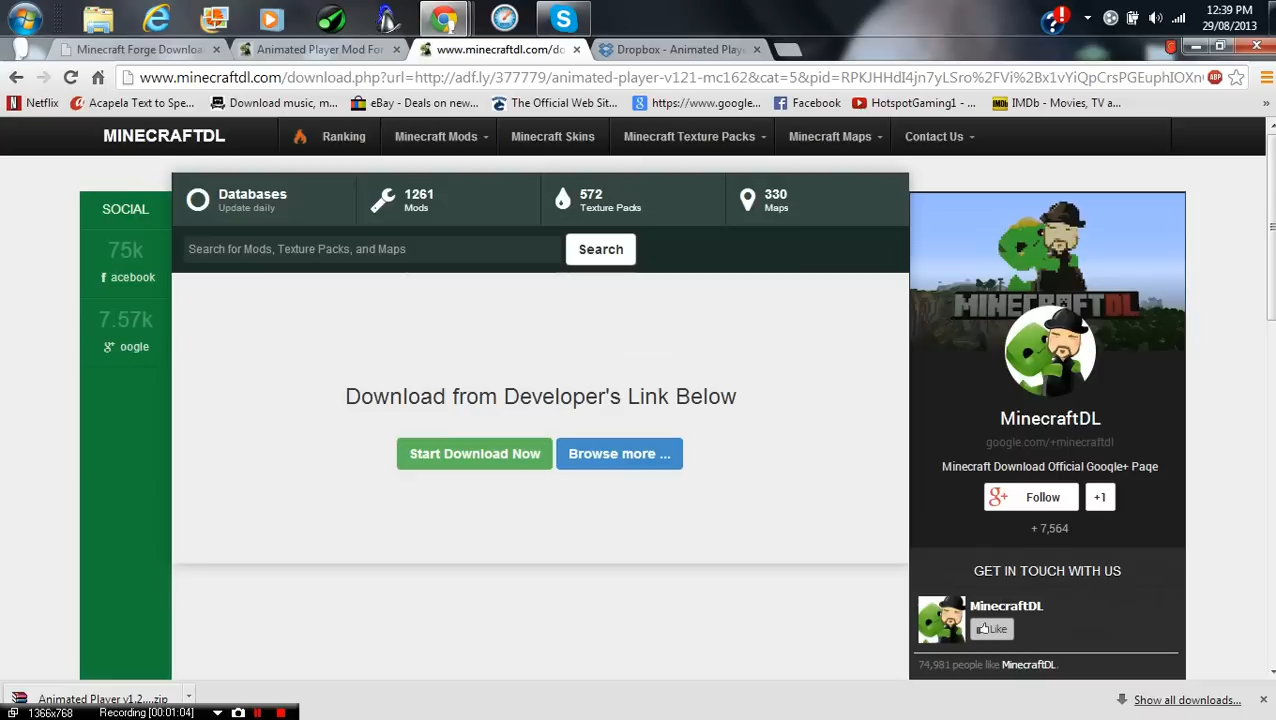 12:39 PM
29/08/2013
Minecraft Forge Downloa
Animated Player Mod For
www.minecraftdl.com/do
Dropbox - Animated Playe
www.minecraftdl.com/download.php?url=http://adf.ly/377779/animated-player-v121-mc162&cat=5&pid=RPKJHHdI4jn7yLSro%2FVi%2Bx1vYiQpCrsPGEuphIOXnU
ABP
Netflix
Acapela Text to Spe...
Download music, m...
eBay - Deals on new...
The Official Web Sit...
https://www.google...
Facebook
HotspotGaming1 - ...
IMDb - Movies, TV a...
MINECRAFTDL
Ranking
Minecraft Mods
Minecraft Skins
Minecraft Texture Packs
Minecraft Maps
Contact Us
SOCIAL
75k
facebook
7.57k
g+ oogle
Databases
Update daily
1261
Mods
572
Texture Packs
330
Maps
Search for Mods, Texture Packs, and Maps
Search
Download from Developer's Link Below
Start Download Now
Browse more ...
MINECRAFTDL
MinecraftDL
google.com/+minecraftdl
Minecraft Download Official Google+ Page
g+ Follow
+1
+ 7,564
GET IN TOUCH WITH US
MinecraftDL
Like
74,981 people like MinecraftDL.
Animated Player v1.2....zip
Show all downloads...
1366x768
Recording [00:01:04]